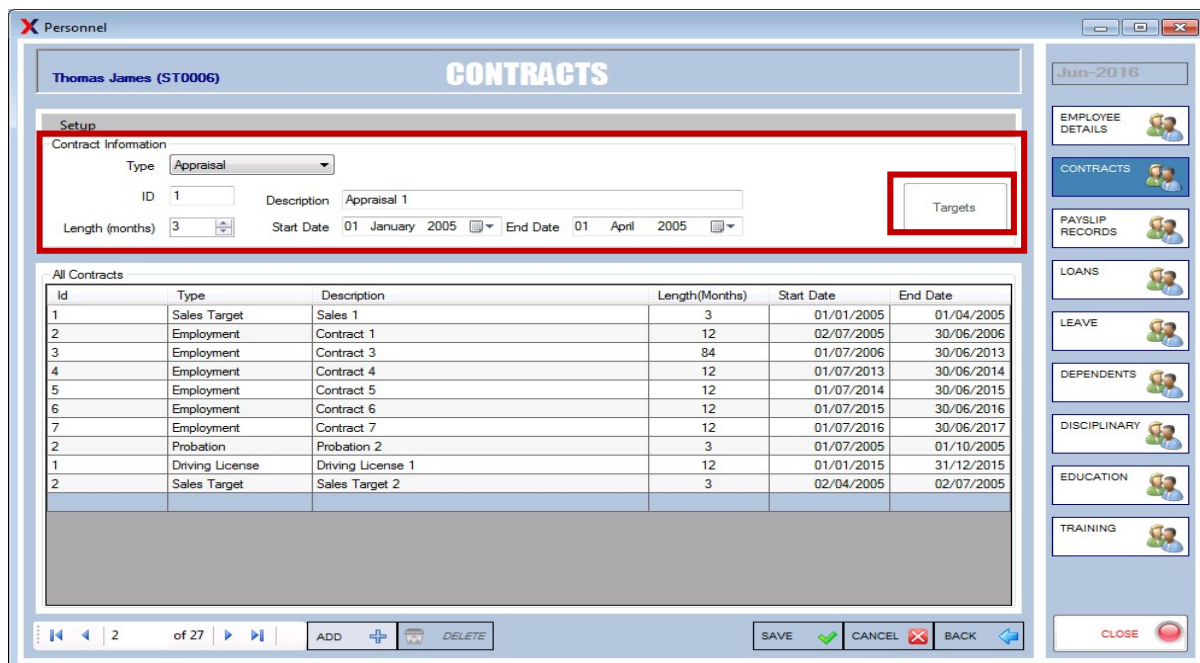 Personnel
Thomas James (ST0006)
CONTRACTS
Jun-2016
Setup
Contract Information
Type Appraisal
ID 1 Description Appraisal 1
Length (months) 3 Start Date 01 January 2005 End Date 01 April 2005
Targets
All Contracts
Id Type Description Length(Months) Start Date End Date
1 Sales Target Sales 1 3 01/01/2005 01/04/2005
2 Employment Contract 1 12 02/07/2005 30/06/2006
3 Employment Contract 3 84 01/07/2006 30/06/2013
4 Employment Contract 4 12 01/07/2013 30/06/2014
5 Employment Contract 5 12 01/07/2014 30/06/2015
6 Employment Contract 6 12 01/07/2015 30/06/2016
7 Employment Contract 7 12 01/07/2016 30/06/2017
2 Probation Probation 2 3 01/07/2005 01/10/2005
1 Driving License Driving License 1 12 01/01/2015 31/12/2015
2 Sales Target Sales Target 2 3 02/04/2005 02/07/2005
2 of 27 ADD DELETE SAVE CANCEL BACK
EMPLOYEE
DETAILS
CONTRACTS
PAYSLIP
RECORDS
LOANS
LEAVE
DEPENDENTS
DISCIPLINARY
EDUCATION
TRAINING
CLOSE